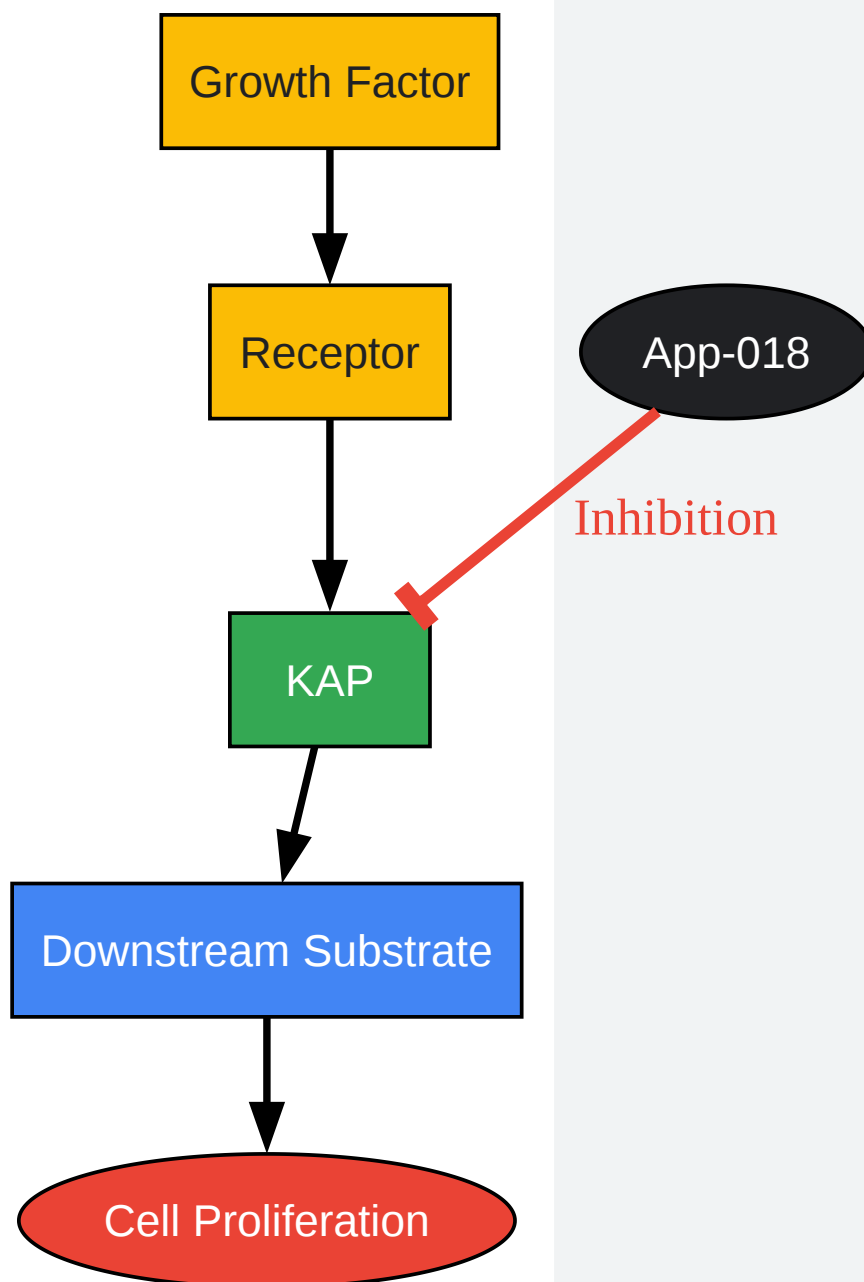 Growth Factor
Receptor
App-018
Inhibition
KAP
Downstream Substrate
Cell Proliferation